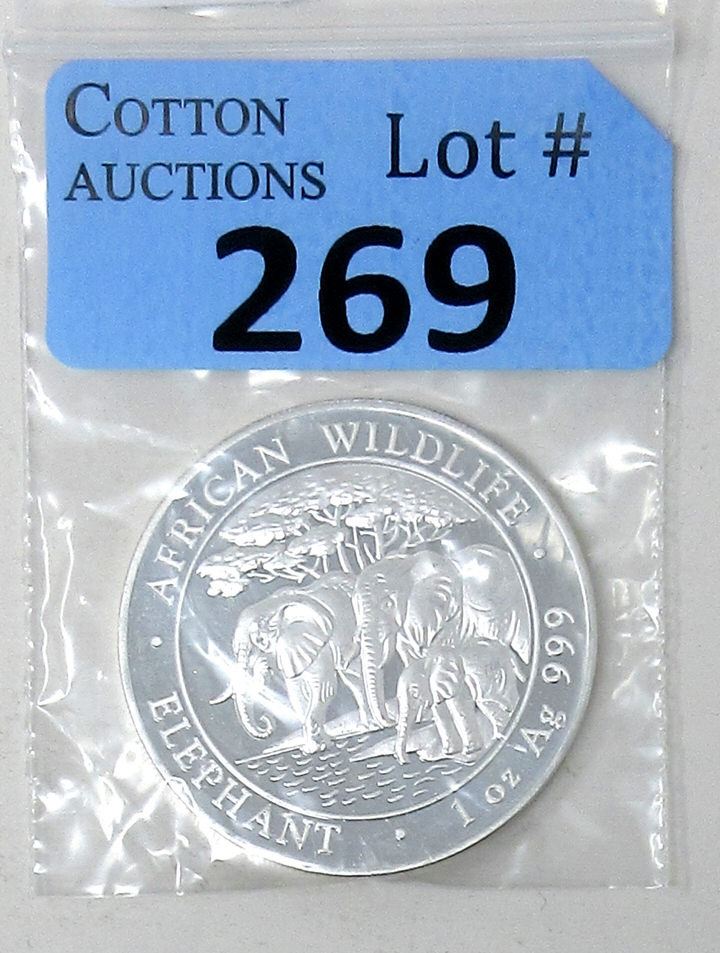 COTTON
AUCTIONS
Lot #
269
AFRICAN WILDLIFE
ELEPHANT
1 oz Ag 999